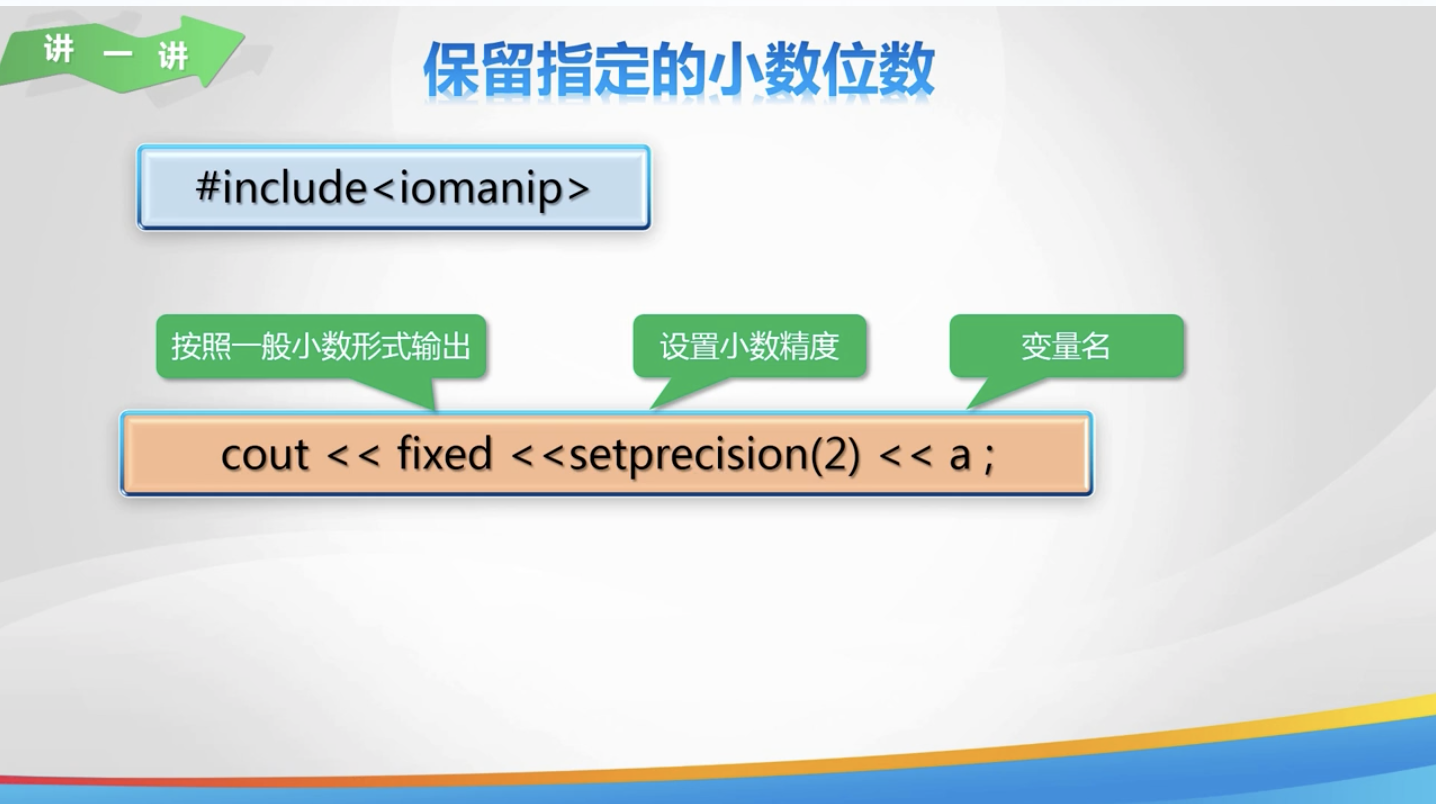 讲一讲
保留指定的小数位数
#include<iomanip>
按照一般小数形式输出
设置小数精度
变量名
cout << fixed <<setprecision(2) << a ;